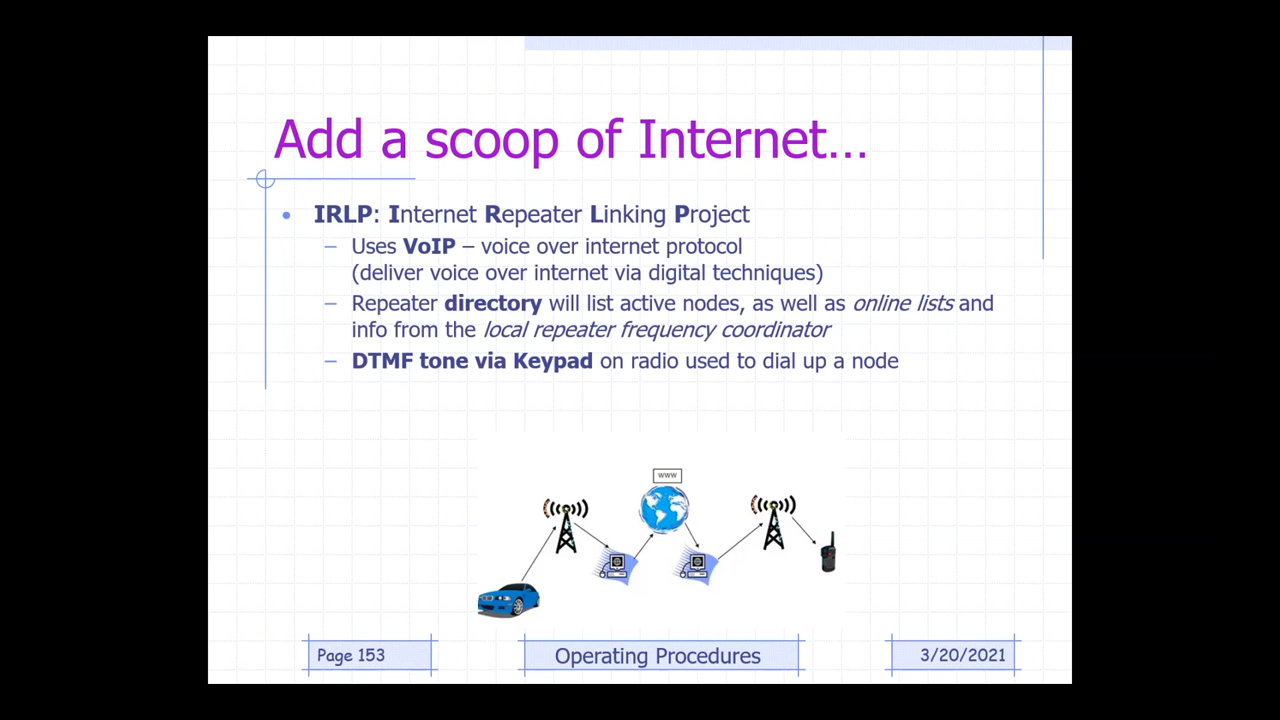 Add a scoop of Internet...
• IRLP: Internet Repeater Linking Project
– Uses VoIP – voice over internet protocol
(deliver voice over internet via digital techniques)
– Repeater directory will list active nodes, as well as online lists and
info from the local repeater frequency coordinator
– DTMF tone via Keypad on radio used to dial up a node
www
Page 153
Operating Procedures
3/20/2021